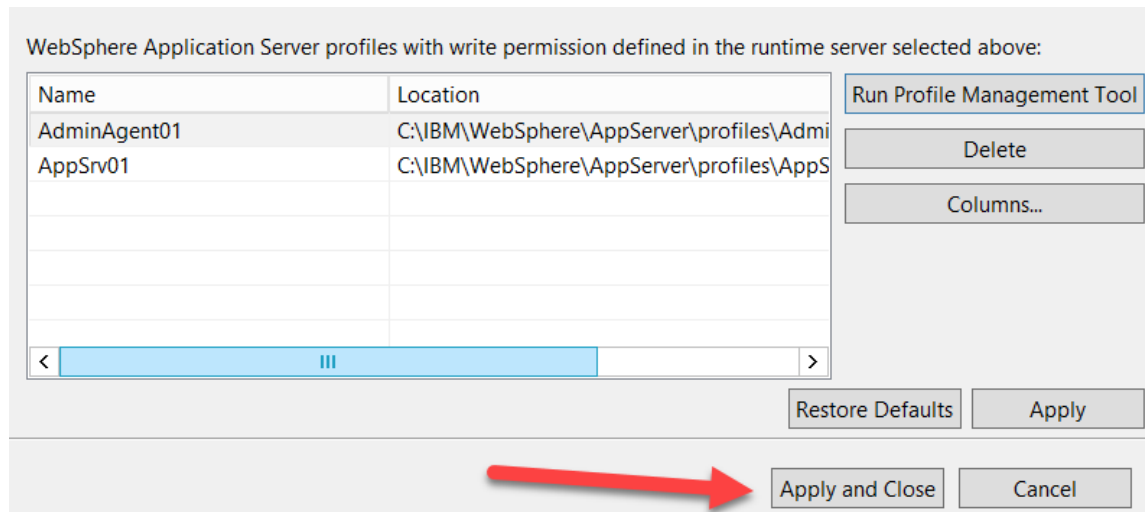 WebSphere Application Server profiles with write permission defined in the runtime server selected above:
Name Location
AdminAgent01 C:\IBM\WebSphere\AppServer\profiles\Admi
AppSrv01 C:\IBM\WebSphere\AppServer\profiles\AppS
Run Profile Management Tool
Delete
Columns...
Restore Defaults Apply
Apply and Close Cancel